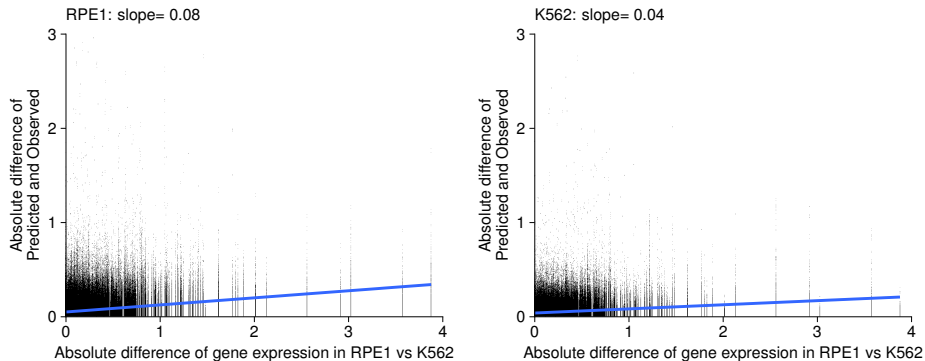 RPE1: slope= 0.08
Absolute difference of
Predicted and Observed
3
2
1
0
0 1 2 3 4
Absolute difference of gene expression in RPE1 vs K562
K562: slope= 0.04
Absolute difference of
Predicted and Observed
3
2
1
0
0 1 2 3 4
Absolute difference of gene expression in RPE1 vs K562